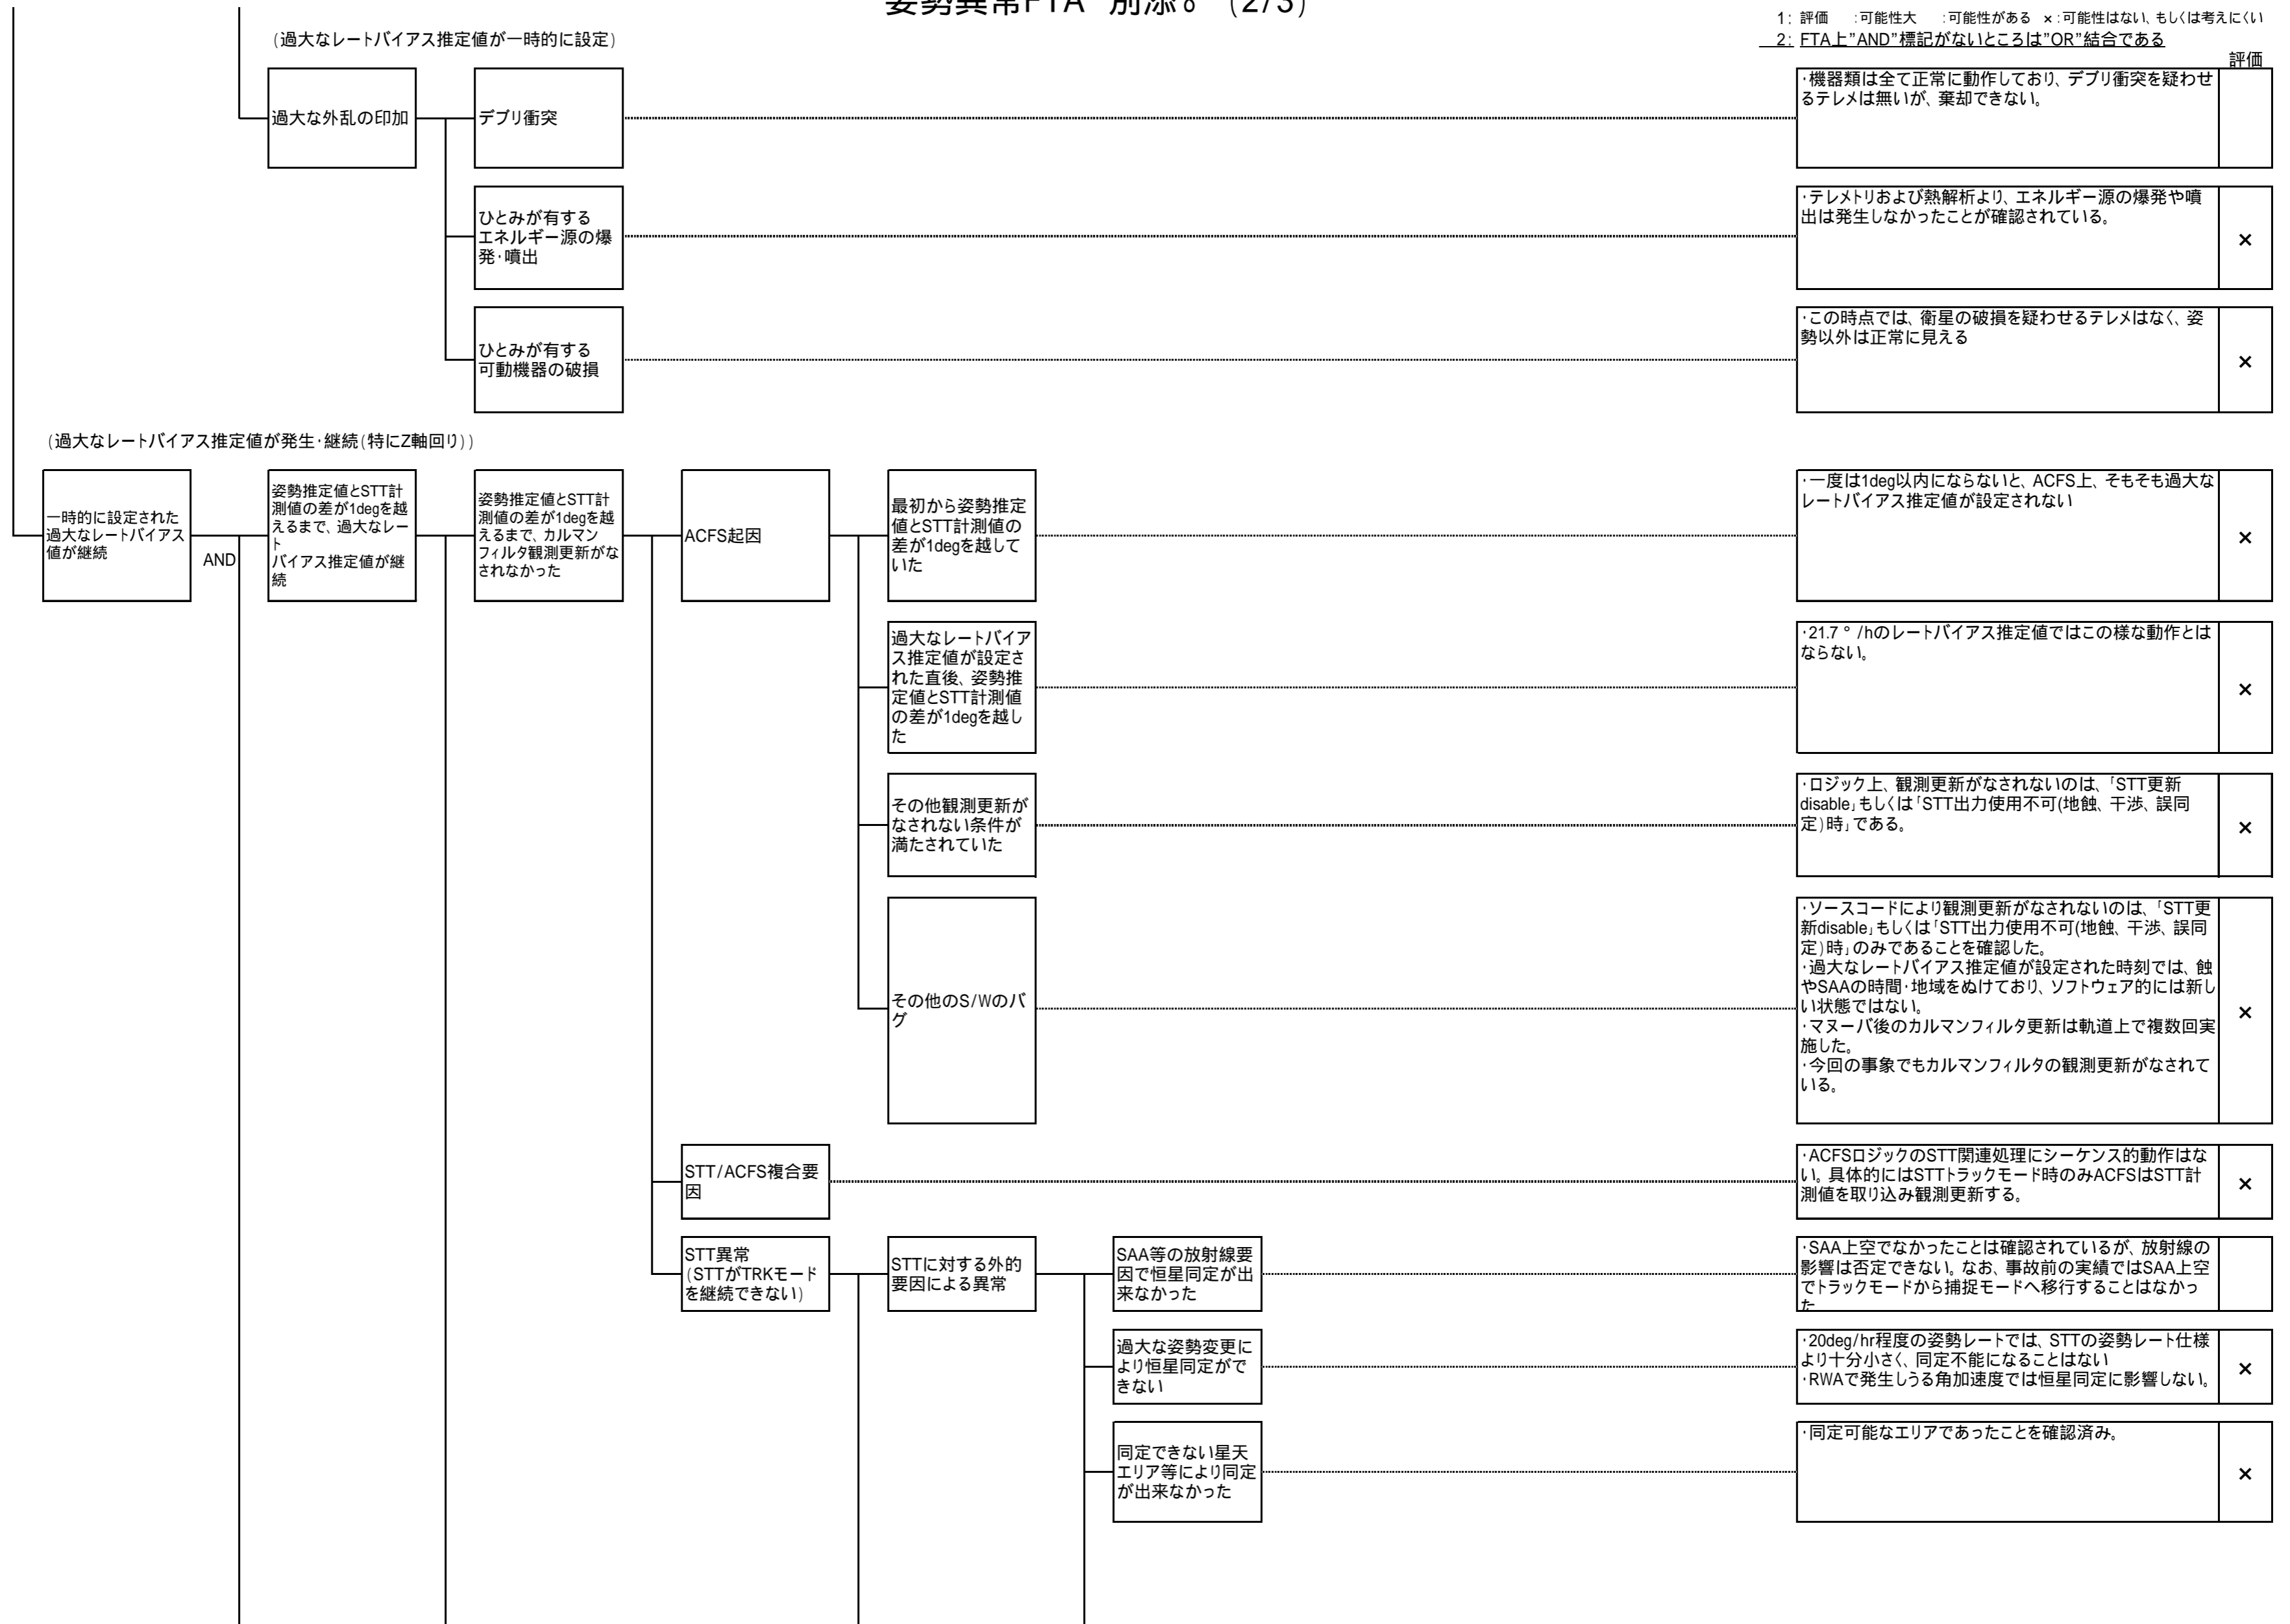 姿勢異常FTA 別添8 (2/3)
1: 評価 :可能性大 :可能性がある ×:可能性はない、もしくは考えにくい
2: FTA上"AND"標記がないところは"OR"結合である
評価
(過大なレートバイアス推定値が一時的に設定)
過大な外乱の印加
デブリ衝突
・機器類は全て正常に動作しており、デブリ衝突を疑わせ
るテレメは無いが、棄却できない。
ひとみが有する
エネルギー源の爆
発・噴出
・テレメトリおよび熱解析より、エネルギー源の爆発や噴
出は発生しなかったことが確認されている。
×
ひとみが有する
可動機器の破損
・この時点では、衛星の破損を疑わせるテレメはなく、姿
勢以外は正常に見える
×
(過大なレートバイアス推定値が発生・継続(特にZ軸回り))
一時的に設定された
過大なレートバイアス
値が継続
AND
姿勢推定値とSTT計
測値の差が1degを越
えるまで、過大なレー
ト
バイアス推定値が継
続
姿勢推定値とSTT計
測値の差が1degを越
えるまで、カルマン
フィルタ観測更新がな
されなかった
ACFS起因
最初から姿勢推定
値とSTT計測値の
差が1degを越して
いた
・一度は1deg以内にならないと、ACFS上、そもそも過大な
レートバイアス推定値が設定されない
×
過大なレートバイア
ス推定値が設定さ
れた直後、姿勢推
定値とSTT計測値
の差が1degを越し
た
・21.7°/hのレートバイアス推定値ではこの様な動作とは
ならない。
×
その他観測更新が
なされない条件が
満たされていた
・ロジック上、観測更新がなされないのは、「STT更新
disable」もしくは「STT出力使用不可(地蝕、干渉、誤同
定)時」である。
×
その他のS/Wのバ
グ
・ソースコードにより観測更新がなされないのは、「STT更
新disable」もしくは「STT出力使用不可(地蝕、干渉、誤同
定)時」のみであることを確認した。
・過大なレートバイアス推定値が設定された時刻では、蝕
やSAAの時間・地域をぬけており、ソフトウェア的には新し
い状態ではない。
・マヌーバ後のカルマンフィルタ更新は軌道上で複数回実
施した。
・今回の事象でもカルマンフィルタの観測更新がなされて
いる。
×
STT/ACFS複合要
因
・ACFSロジックのSTT関連処理にシーケンス的動作はな
い。具体的にはSTTトラックモード時のみACFSはSTT計
測値を取り込み観測更新する。
×
STT異常
(STTがTRKモード
を継続できない)
STTに対する外的
要因による異常
SAA等の放射線要
因で恒星同定が出
来なかった
・SAA上空でなかったことは確認されているが、放射線の
影響は否定できない。なお、事故前の実績ではSAA上空
でトラックモードから捕捉モードへ移行することはなかっ
た
過大な姿勢変更に
より恒星同定がで
きない
・20deg/hr程度の姿勢レートでは、STTの姿勢レート仕様
より十分小さく、同定不能になることはない
・RWAで発生しうる角加速度では恒星同定に影響しない。
×
同定できない星天
エリア等により同定
が出来なかった
・同定可能なエリアであったことを確認済み。
×